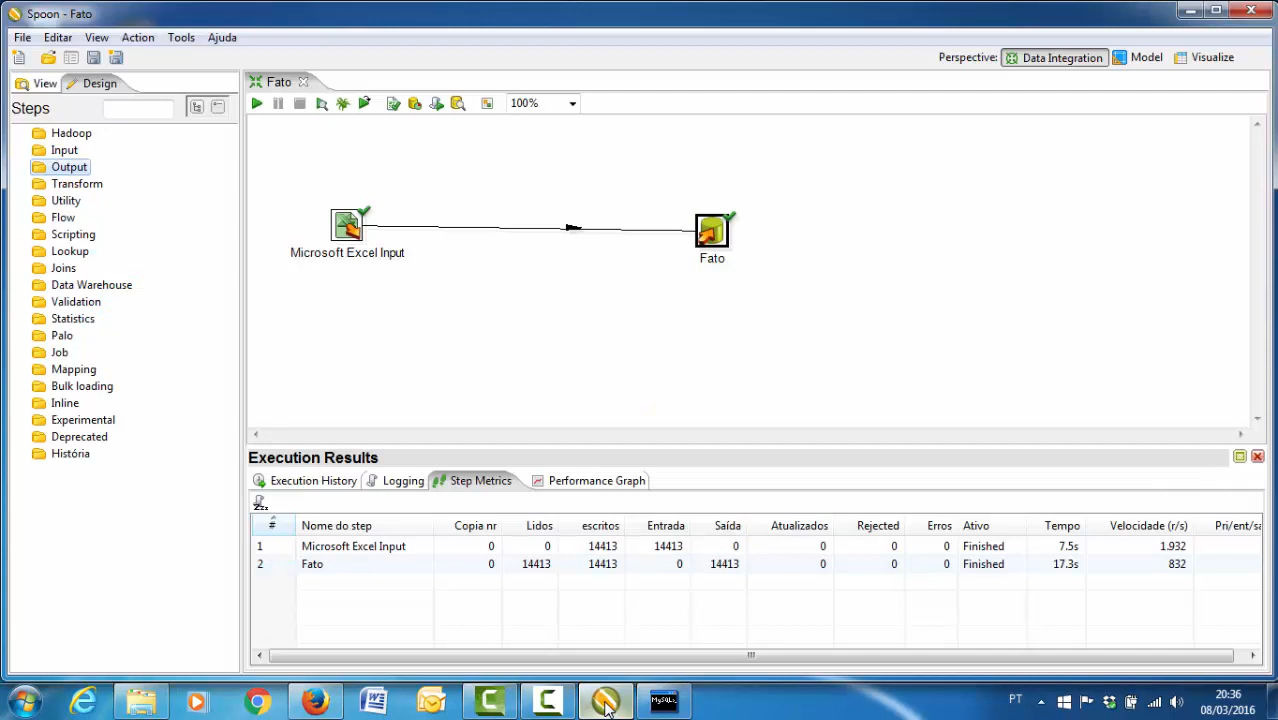 Spoon - Fato
File Editar View Action Tools Ajuda
Perspective: Data Integration Model Visualize
View Design
Fato
Steps
100%
Hadoop
Input
Output
Transform
Utility
Flow
Scripting
Lookup
Joins
Data Warehouse
Validation
Statistics
Palo
Job
Mapping
Bulk loading
Inline
Experimental
Deprecated
História
Microsoft Excel Input
Fato
Execution Results
Execution History Logging Step Metrics Performance Graph
# Nome do step Copia nr Lidos escritos Entrada Saída Atualizados Rejected Erros Ativo Tempo Velocidade (r/s) Pri/ent/sa
1 Microsoft Excel Input 0 0 14413 14413 0 0 0 0 Finished 7.5s 1.932
2 Fato 0 14413 14413 0 14413 0 0 0 Finished 17.3s 832
MySQL
PT
20:36
08/03/2016